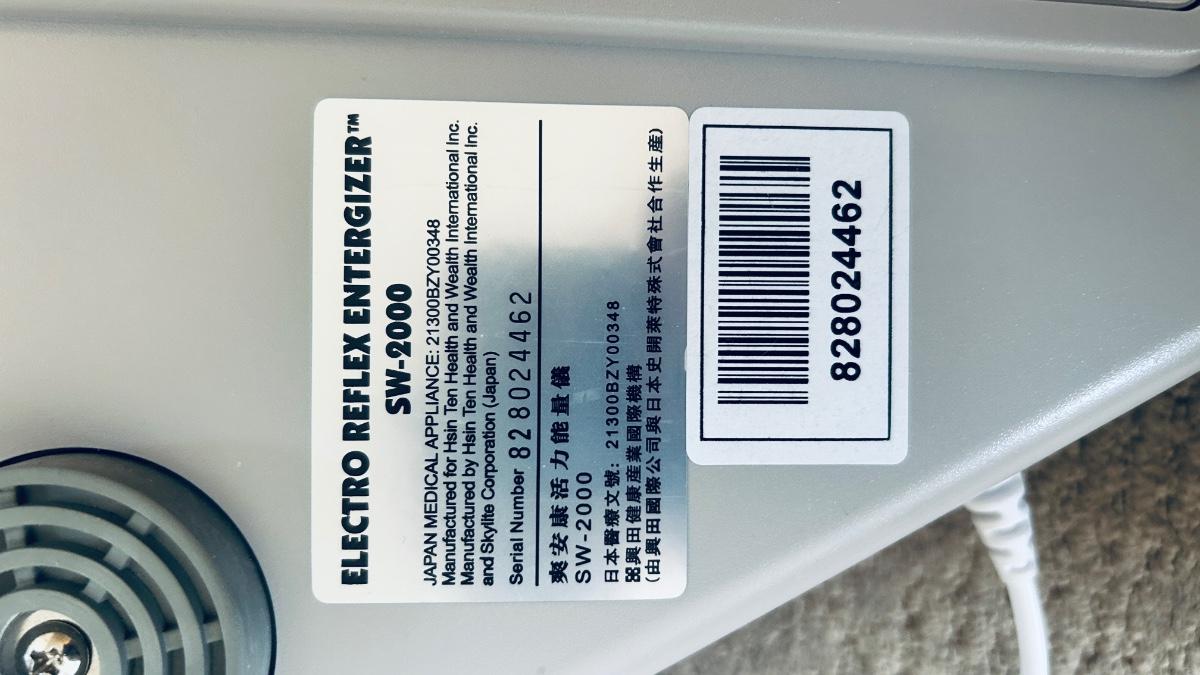 ELECTRO REFLEX ENTERGIZER™
SW-2000
JAPAN MEDICAL APPLIANCE: 21300BZY00348
Manufactured for Hsin Ten Health and Wealth International Inc.
Manufactured by Hsin Ten Health and Wealth International Inc.
and Skylite Corporation (Japan)
Serial Number 828024462
爽安康活力能量儀
SW-2000
日本醫療文號: 21300BZY00348
興田健康産業國際機構
(由興田國際公司與日本史開萊特殊式會社合作生産)
828024462